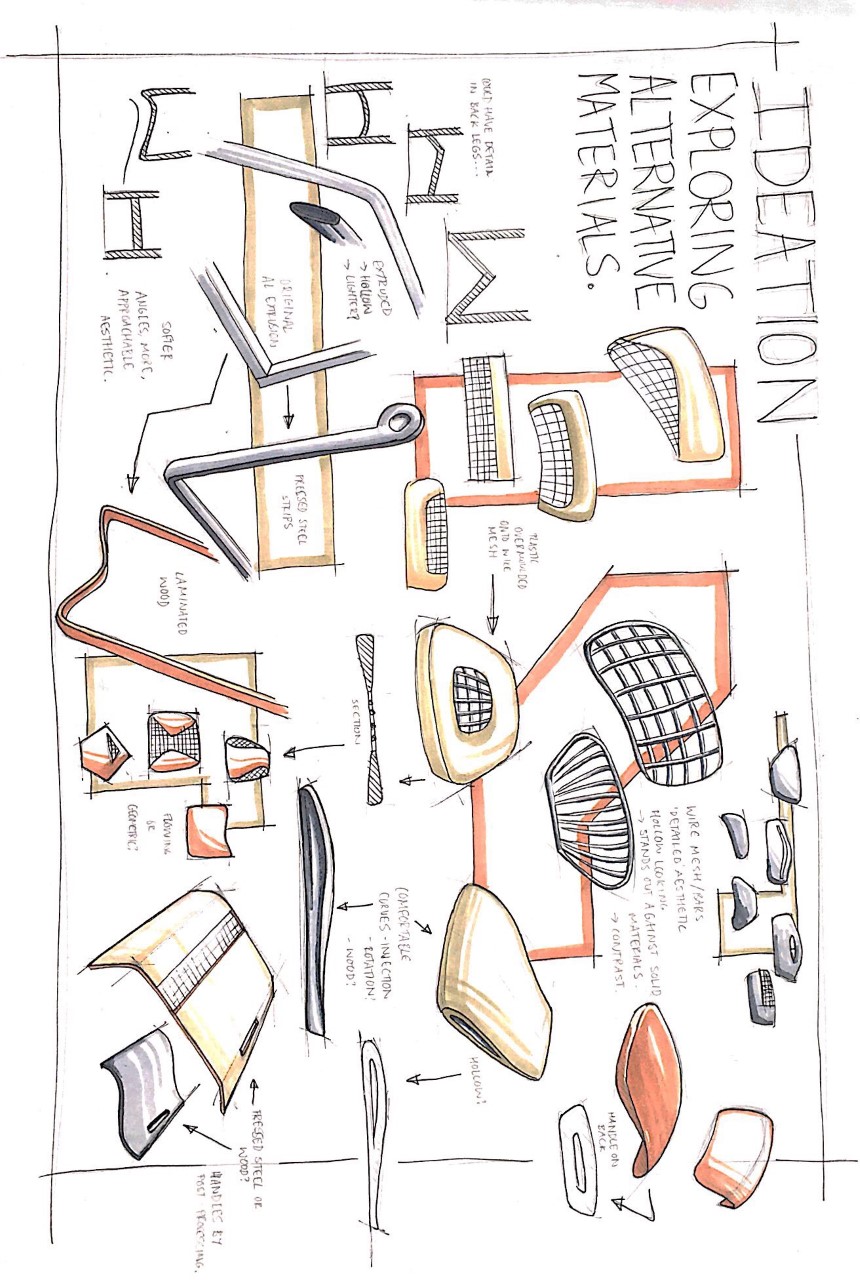 IDEATION
EXPLORING
ALTERNATIVE
MATERIALS.
WIRE MESH/BARS
'DETAILED' AESTHETIC
HOLLOW LOOKING
→ STANDS OUT AGAINST SOLID
MATERIALS.
→ CONTRAST.
HANDLE ON
BACK
PLASTIC
OVERMOULDED
ONTO WIRE
MESH
COULD HAVE DETAIL
IN BACK LEGS...
HOLLOW?
EXTRUDED
→ HOLLOW
→ LIGHTER?
SECTION
COMFORTABLE
CURVES - INJECTION
- ROTATION?
- WOOD?
ORIGINAL
AL EXTRUSION
PRESSED STEEL
STRIPS
PRESSED STEEL OR
WOOD?
HANDLES BY
POST PROCESSING.
LAMINATED
WOOD
FLOWING
OR
GEOMETRIC?
SOFTER
ANGLES, MORE,
APPROACHABLE
AESTHETIC.